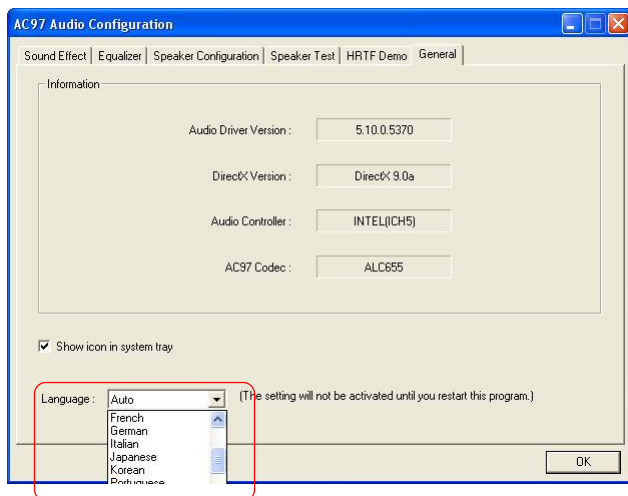 AC97 Audio Configuration
Sound Effect Equalizer Speaker Configuration Speaker Test HRTF Demo General
Information
Audio Driver Version : 5.10.0.5370
DirectX Version : DirectX 9.0a
Audio Controller : INTEL(ICH5)
AC97 Codec : ALC655
Show icon in system tray
Language : Auto (The setting will not be activated until you restart this program.)
French
German
Italian
Japanese
Korean
Portuguese
OK